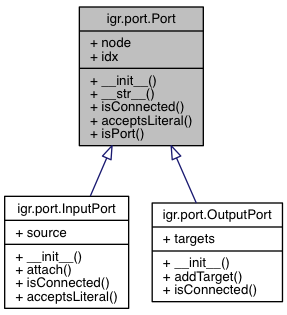 igr.port.Port
+ node
+ idx
+ __init__()
+ __str__()
+ isConnected()
+ acceptsLiteral()
+ isPort()
igr.port.InputPort
+ source
+ __init__()
+ attach()
+ isConnected()
+ acceptsLiteral()
igr.port.OutputPort
+ targets
+ __init__()
+ addTarget()
+ isConnected()